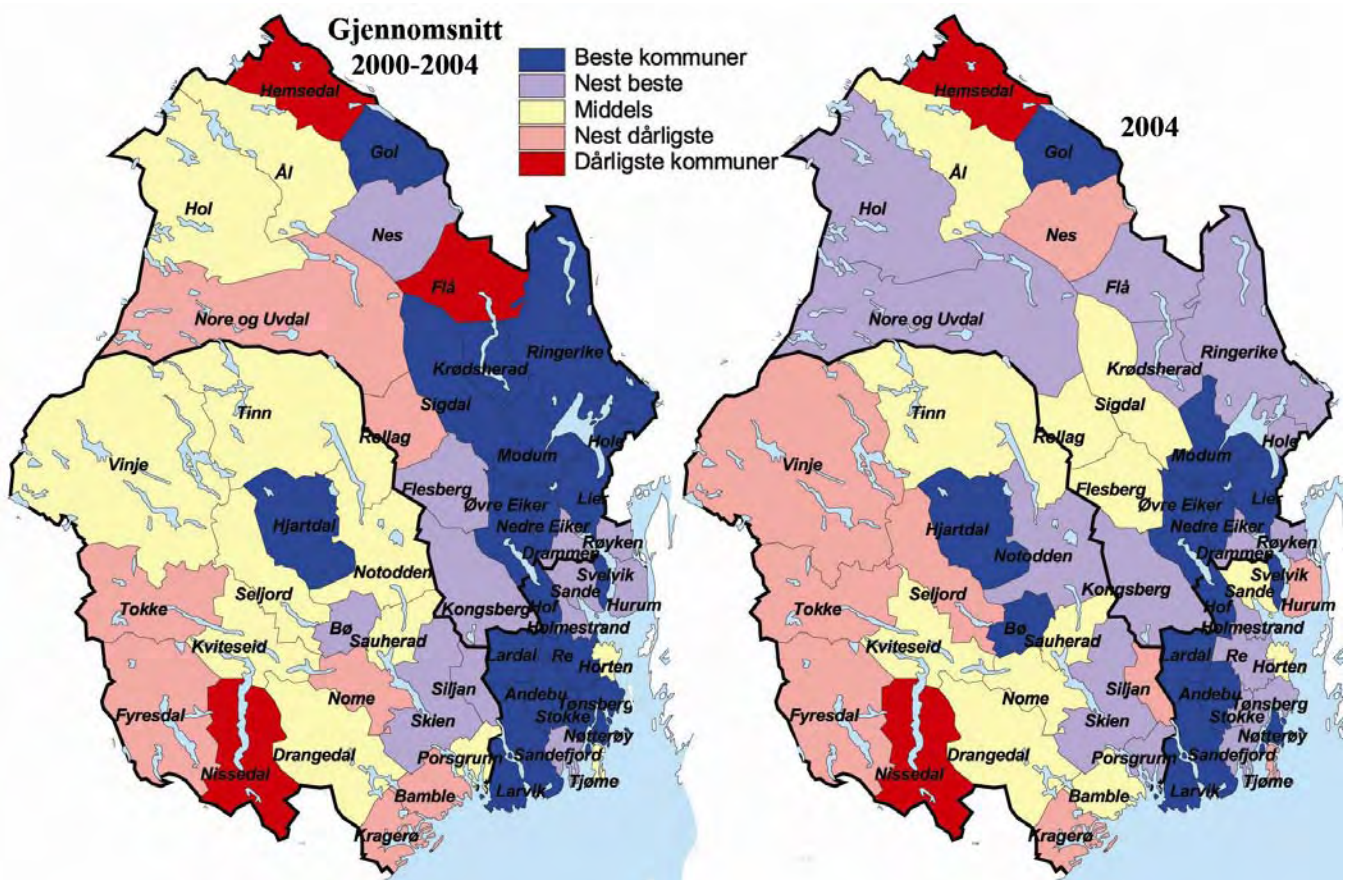 Gjennomsnitt
2000-2004
Beste kommuner
Nest beste
Middels
Nest dårligste
Dårligste kommuner
Hemsedal
Gol
Ål
Hol
Nes
Flå
Nore og Uvdal
Ringerike
Krødsherad
Sigdal
Tinn
Rollag
Hole
Modum
Vinje
Flesberg
Øvre Eiker
Lier
Hjartdal
Nedre Eiker
Røyken
Drammen
Notodden
Svelvik
Sande
Hurum
Seljord
Kongsberg
Hof
Tokke
Bø
Holmestrand
Sauherad
Kviteseid
Lardal
Re
Horten
Siljan
Nome
Andebu
Tønsberg
Fyresdal
Skien
Stokke
Nøtterøy
Drangedal
Porsgrunn
Sandefjord
Nissedal
Tjøme
Bamble
Larvik
Kragerø
2004
Hemsedal
Gol
Ål
Hol
Nes
Flå
Nore og Uvdal
Ringerike
Krødsherad
Sigdal
Tinn
Rollag
Hole
Modum
Vinje
Flesberg
Øvre Eiker
Lier
Hjartdal
Nedre Eiker
Røyken
Drammen
Notodden
Svelvik
Sande
Hurum
Seljord
Kongsberg
Hof
Tokke
Bø
Holmestrand
Sauherad
Kviteseid
Lardal
Re
Horten
Siljan
Nome
Andebu
Tønsberg
Fyresdal
Skien
Stokke
Nøtterøy
Drangedal
Porsgrunn
Sandefjord
Nissedal
Tjøme
Bamble
Larvik
Kragerø